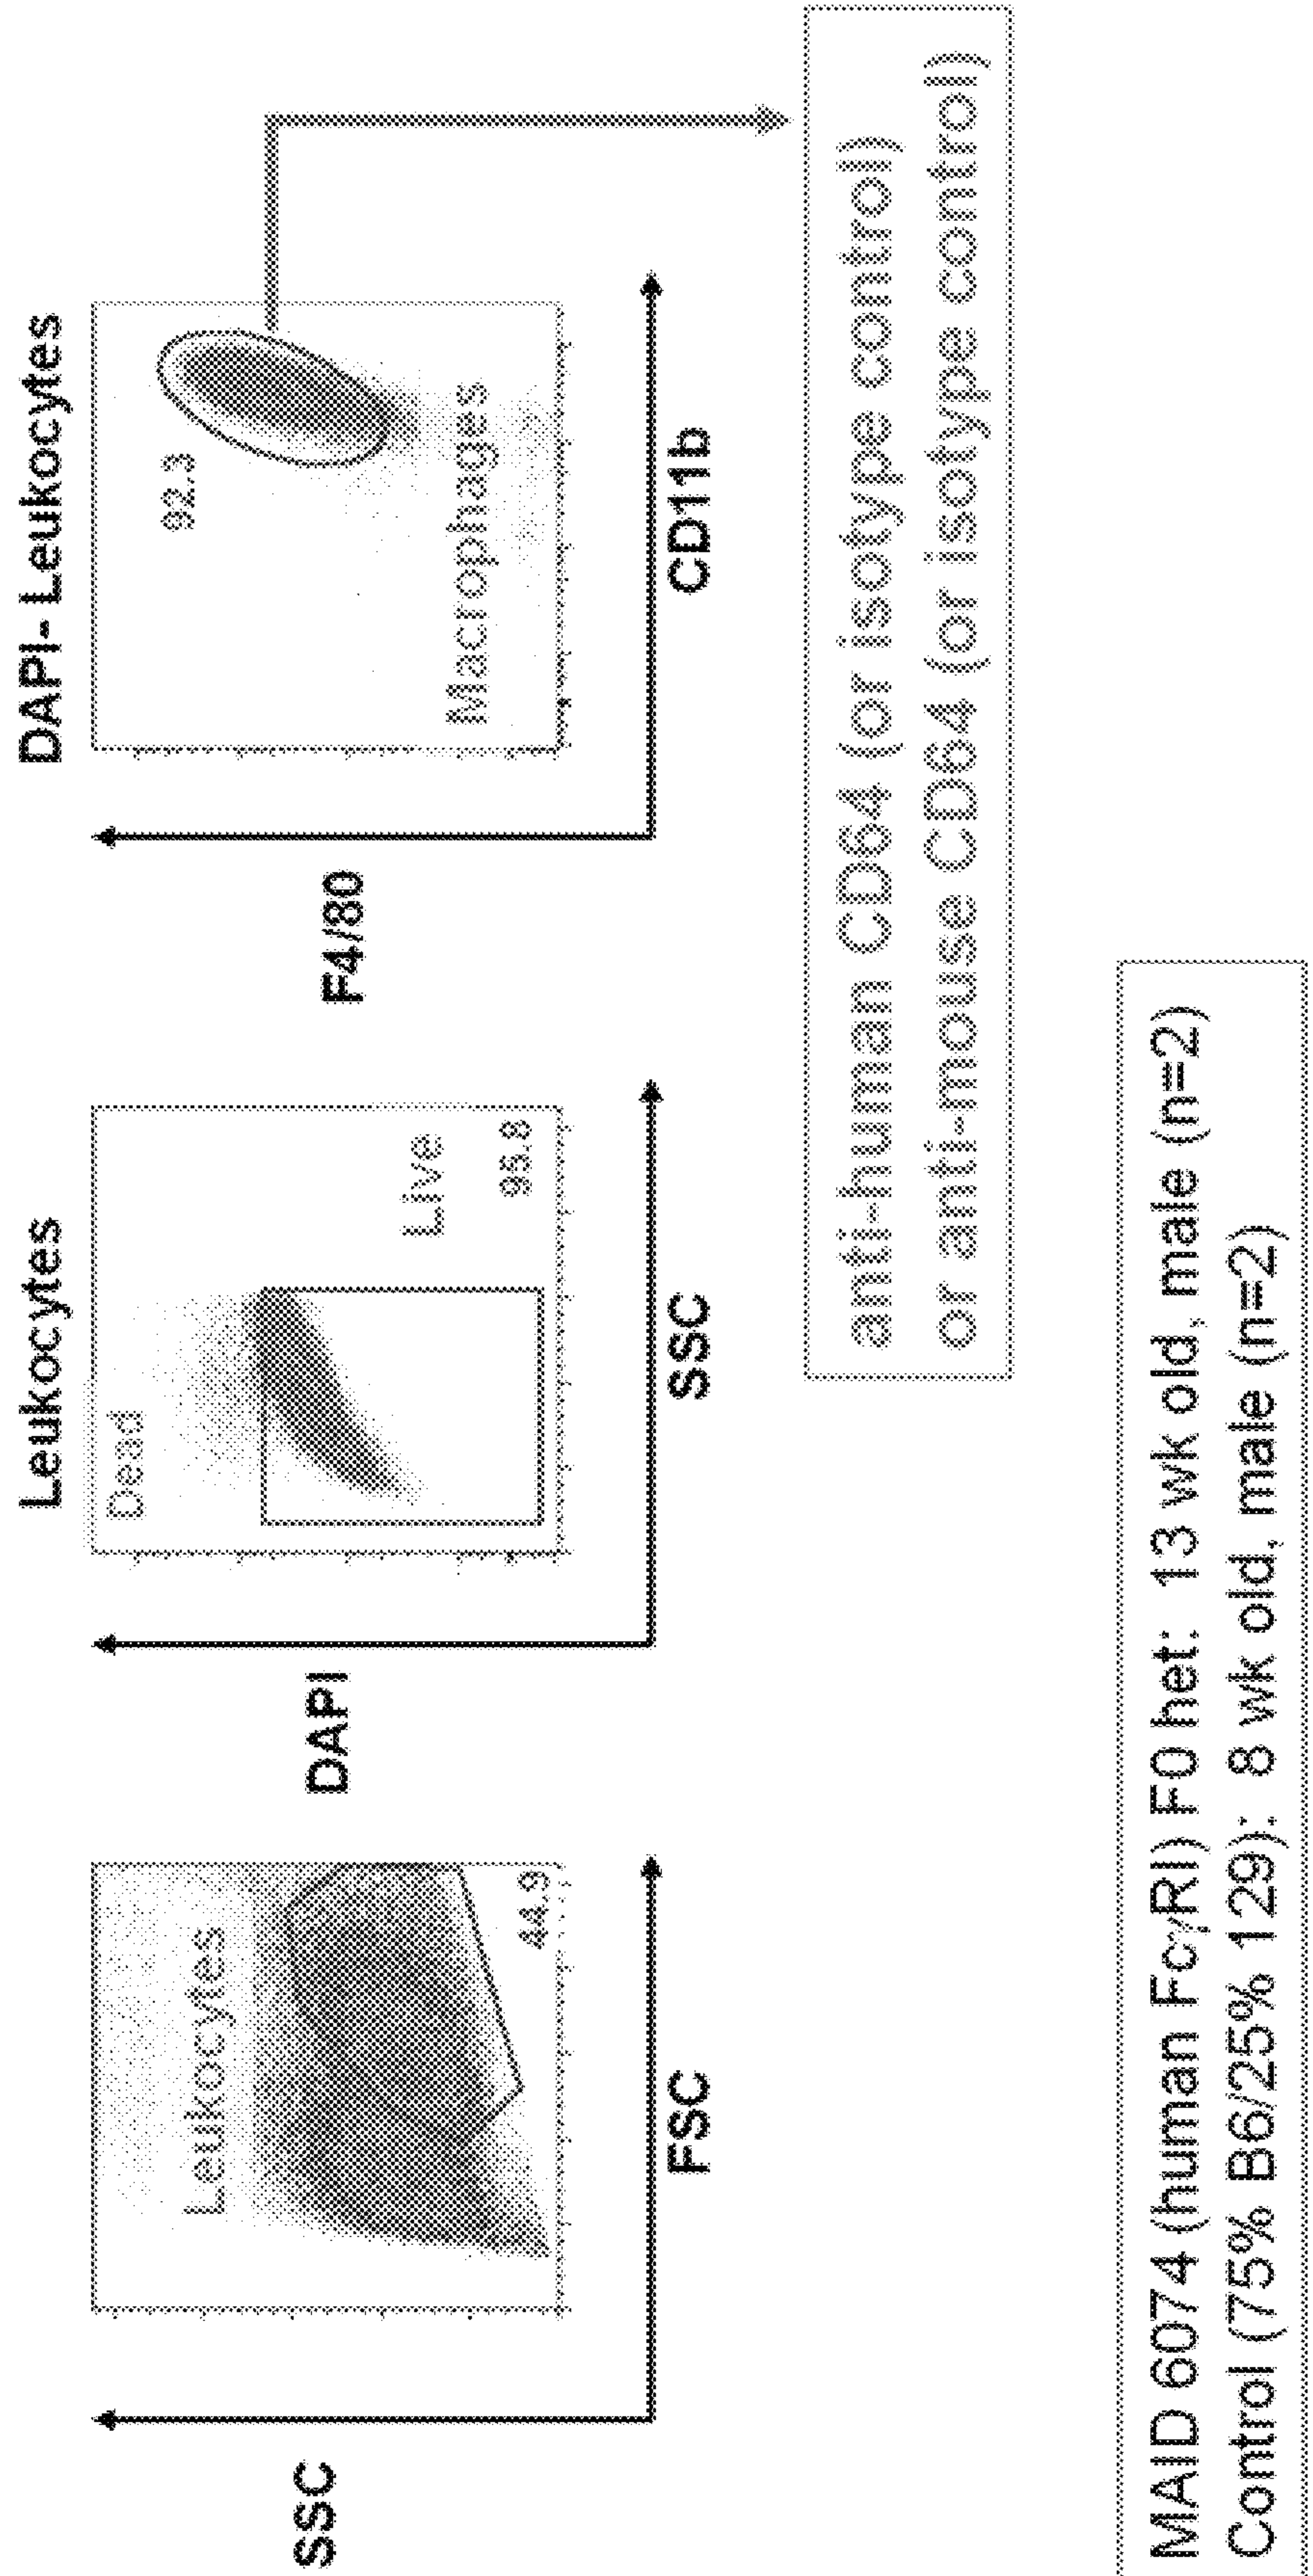 SSC
Leukocytes
44.9
FSC
Leukocytes
DAPI
Dead
Live
95.8
SSC
DAPI- Leukocytes
F4/80
92.3
Macrophages
CD11b
anti-human CD64 (or isotype control)
or anti-mouse CD64 (or isotype control)
MAID 6074 (human FcγRI) F0 het: 13 wk old, male (n=2)
Control (75% B6/25% 129): 8 wk old, male (n=2)